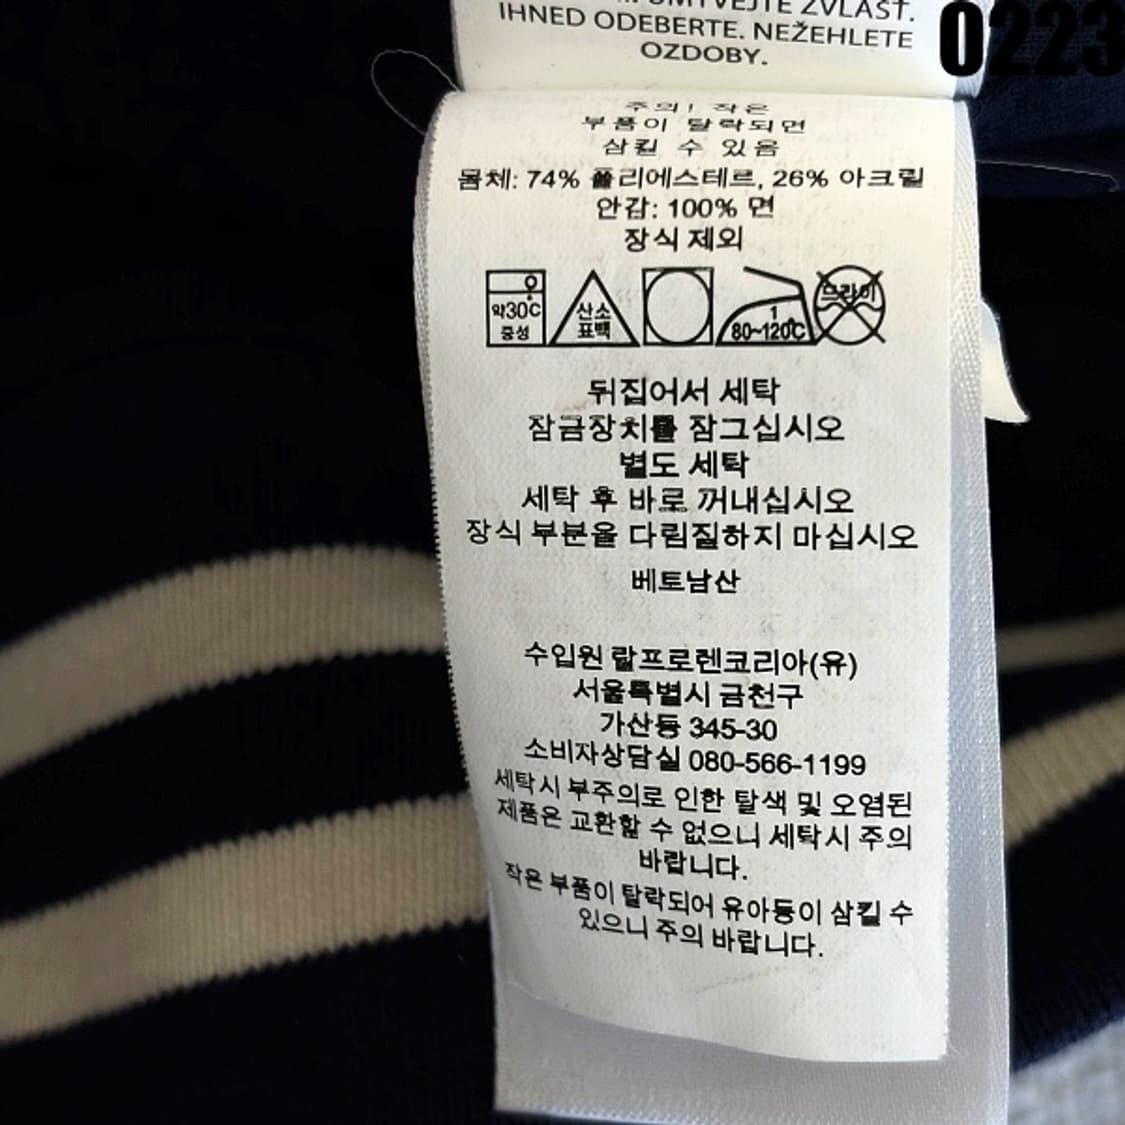 UMÝVEJTE ZVLÁŠŤ.
IHNED ODEBERTE. NEŽEHLETE
OZDOBY.
0223
주의! 작은
부품이 탈락되면
삼킬 수 있음
몸체: 74% 폴리에스테르, 26% 아크릴
안감: 100% 면
장식 제외
약30℃
중성
산소
표백
1
80~120℃
드라이
뒤집어서 세탁
잠금장치를 잠그십시오
별도 세탁
세탁 후 바로 꺼내십시오
장식 부분을 다림질하지 마십시오
베트남산
수입원 랄프로렌코리아(유)
서울특별시 금천구
가산동 345-30
소비자상담실 080-566-1199
세탁시 부주의로 인한 탈색 및 오염된
제품은 교환할 수 없으니 세탁시 주의
바랍니다.
작은 부품이 탈락되어 유아등이 삼킬 수
있으니 주의 바랍니다.